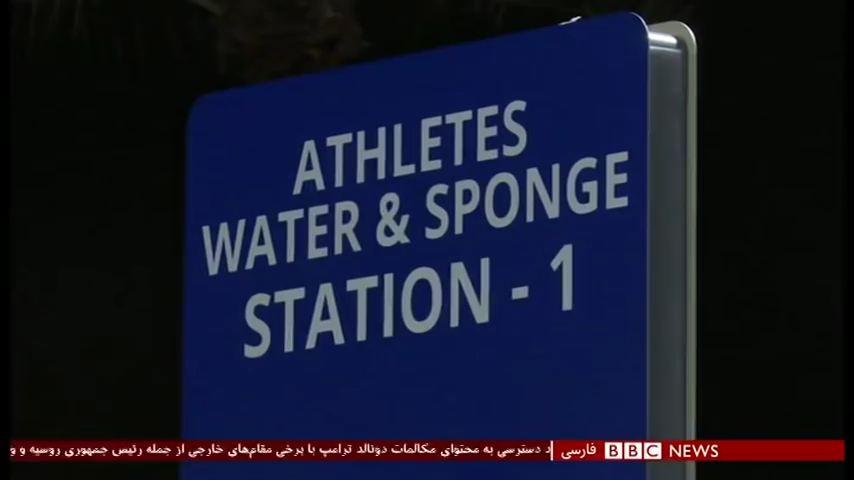 ATHLETES
WATER & SPONGE
STATION - 1
دسترسی به محتوای مکالمات دونالد ترامپ با برخی مقام‌های خارجی از جمله رئیس جمهوری روسیه و
فارسی BBC NEWS